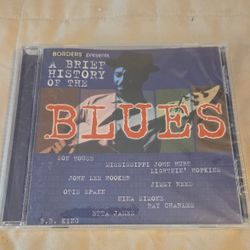 BORDERS presents
A BRIEF
HISTORY
OF THE
BLUES
SON HOUSE
MISSISSIPPI JOHN HURT
LIGHTNIN' HOPKINS
JOHN LEE HOOKER
JIMMY REED
OTIS SPANN
NINA SIMONE
RAY CHARLES
ETTA JAMES
B.B. KING